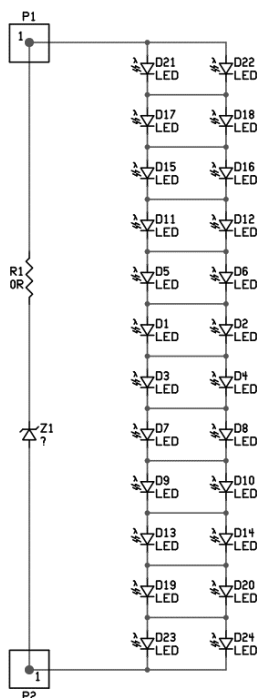 P1
1
D21 D22
LED LED
D17 D18
LED LED
D15 D16
LED LED
D11 D12
LED LED
D5 D6
LED LED
R1
0R
D1 D2
LED LED
D3 D4
LED LED
Z1
?
D7 D8
LED LED
D9 D10
LED LED
D13 D14
LED LED
D19 D20
LED LED
D23 D24
LED LED
1
P2